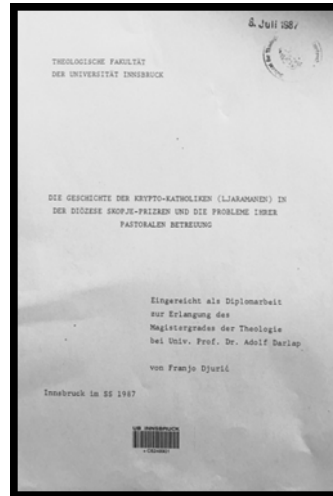 6. Juli 1987
THEOLOGISCHE FAKULTÄT
DER UNIVERSITÄT INNSBRUCK
DIE GESCHICHTE DER KRYPTO-KATHOLIKEN (LJARAMANEN) IN
DER DIÖZESE SKOPJE-PRIZREN UND DIE PROBLEME IHRER
PASTORALEN BETREUUNG
Eingereicht als Diplomarbeit
zur Erlangung des
Magistergrades der Theologie
bei Univ. Prof. Dr. Adolf Darlap
von Franjo Djurić
Innsbruck im SS 1987
UB INNSBRUCK